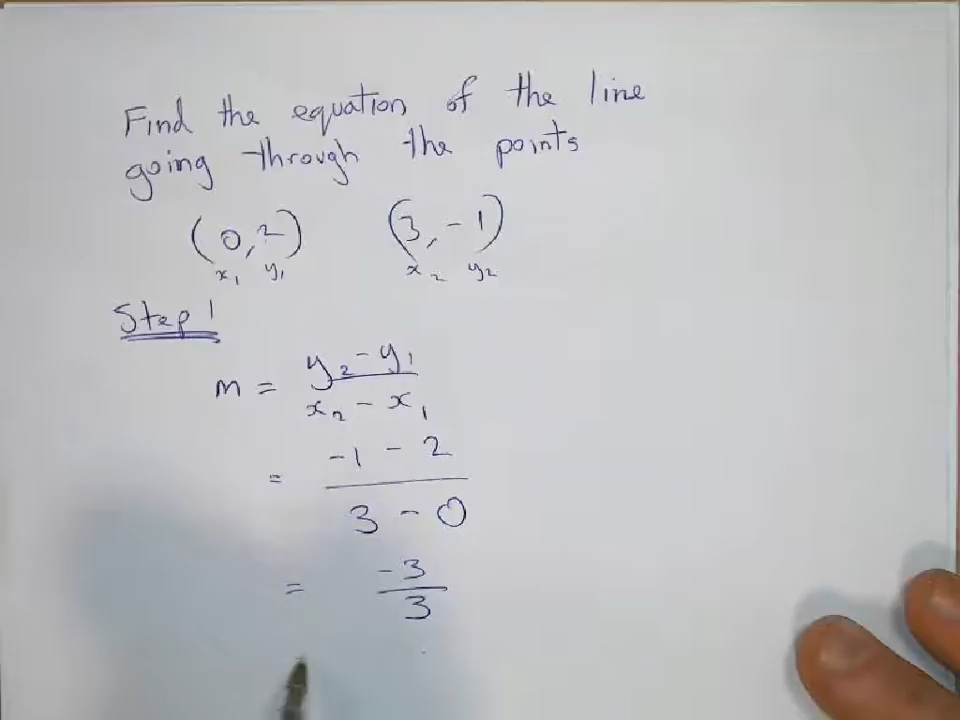 Find the equation of the line
going through the points
(0, 2) (3, -1)
x₁ y₁ x₂ y₂
Step 1
m = y₂ - y₁
x₂ - x₁
= -1 - 2
3 - 0
= -3
3